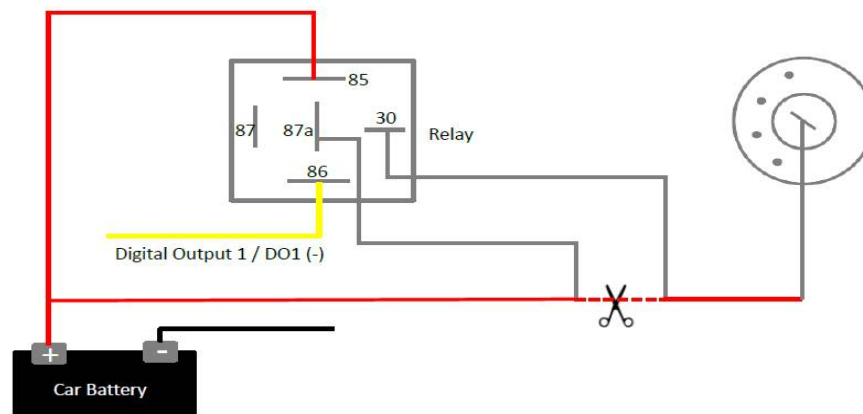 85
87
87a
30
Relay
86
Digital Output 1 / DO1 (-)
+
-
Car Battery